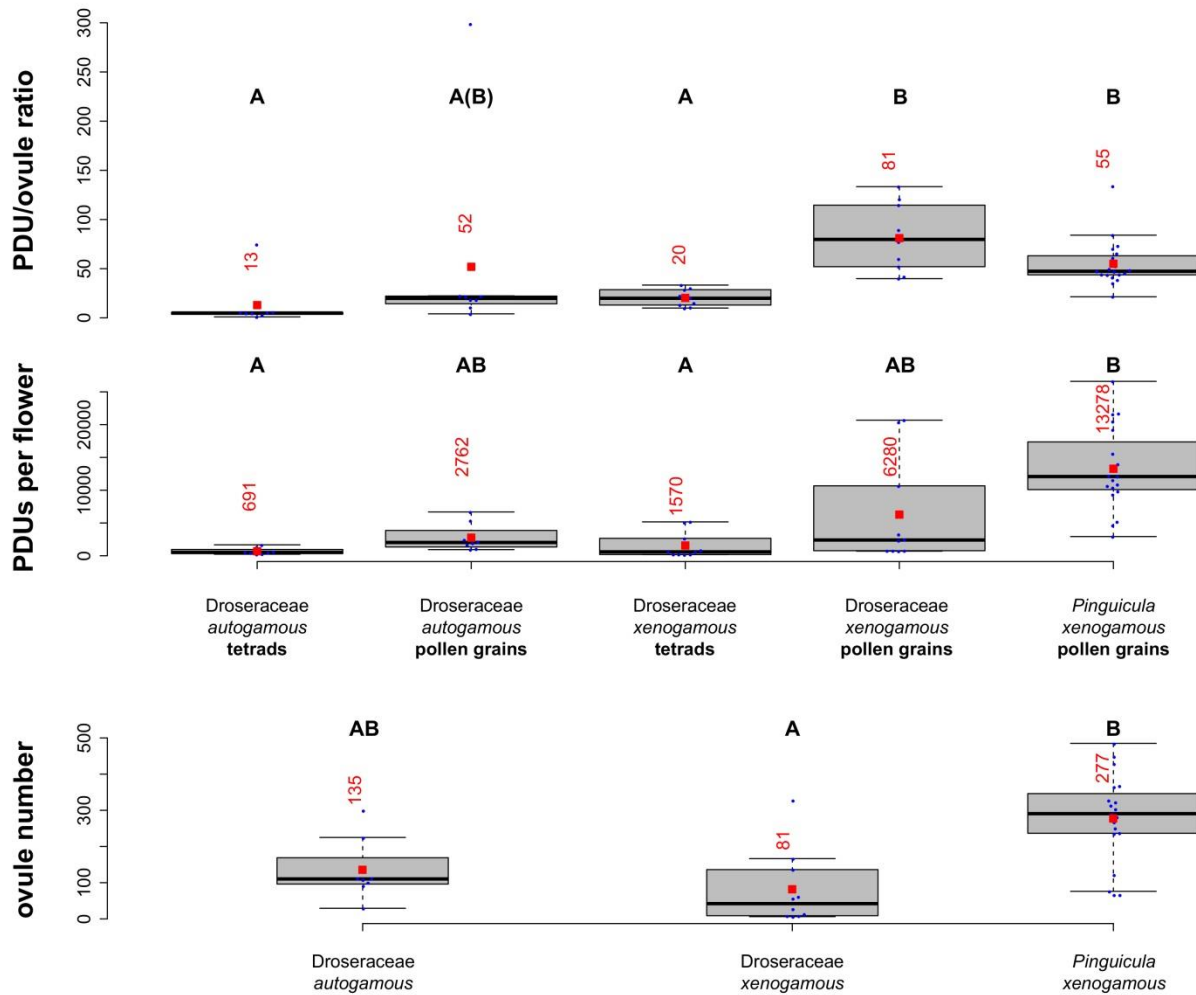 PDU/ovule ratio
300
250
200
150
100
50
0
A
A(B)
A
B
B
13
52
20
81
55
PDUs per flower
20000
10000
0
A
AB
A
AB
B
691
2762
1570
6280
13278
Droseraceae
autogamous
tetrads
Droseraceae
autogamous
pollen grains
Droseraceae
xenogamous
tetrads
Droseraceae
xenogamous
pollen grains
Pinguicula
xenogamous
pollen grains
ovule number
500
300
100
0
AB
A
B
135
81
277
Droseraceae
autogamous
Droseraceae
xenogamous
Pinguicula
xenogamous